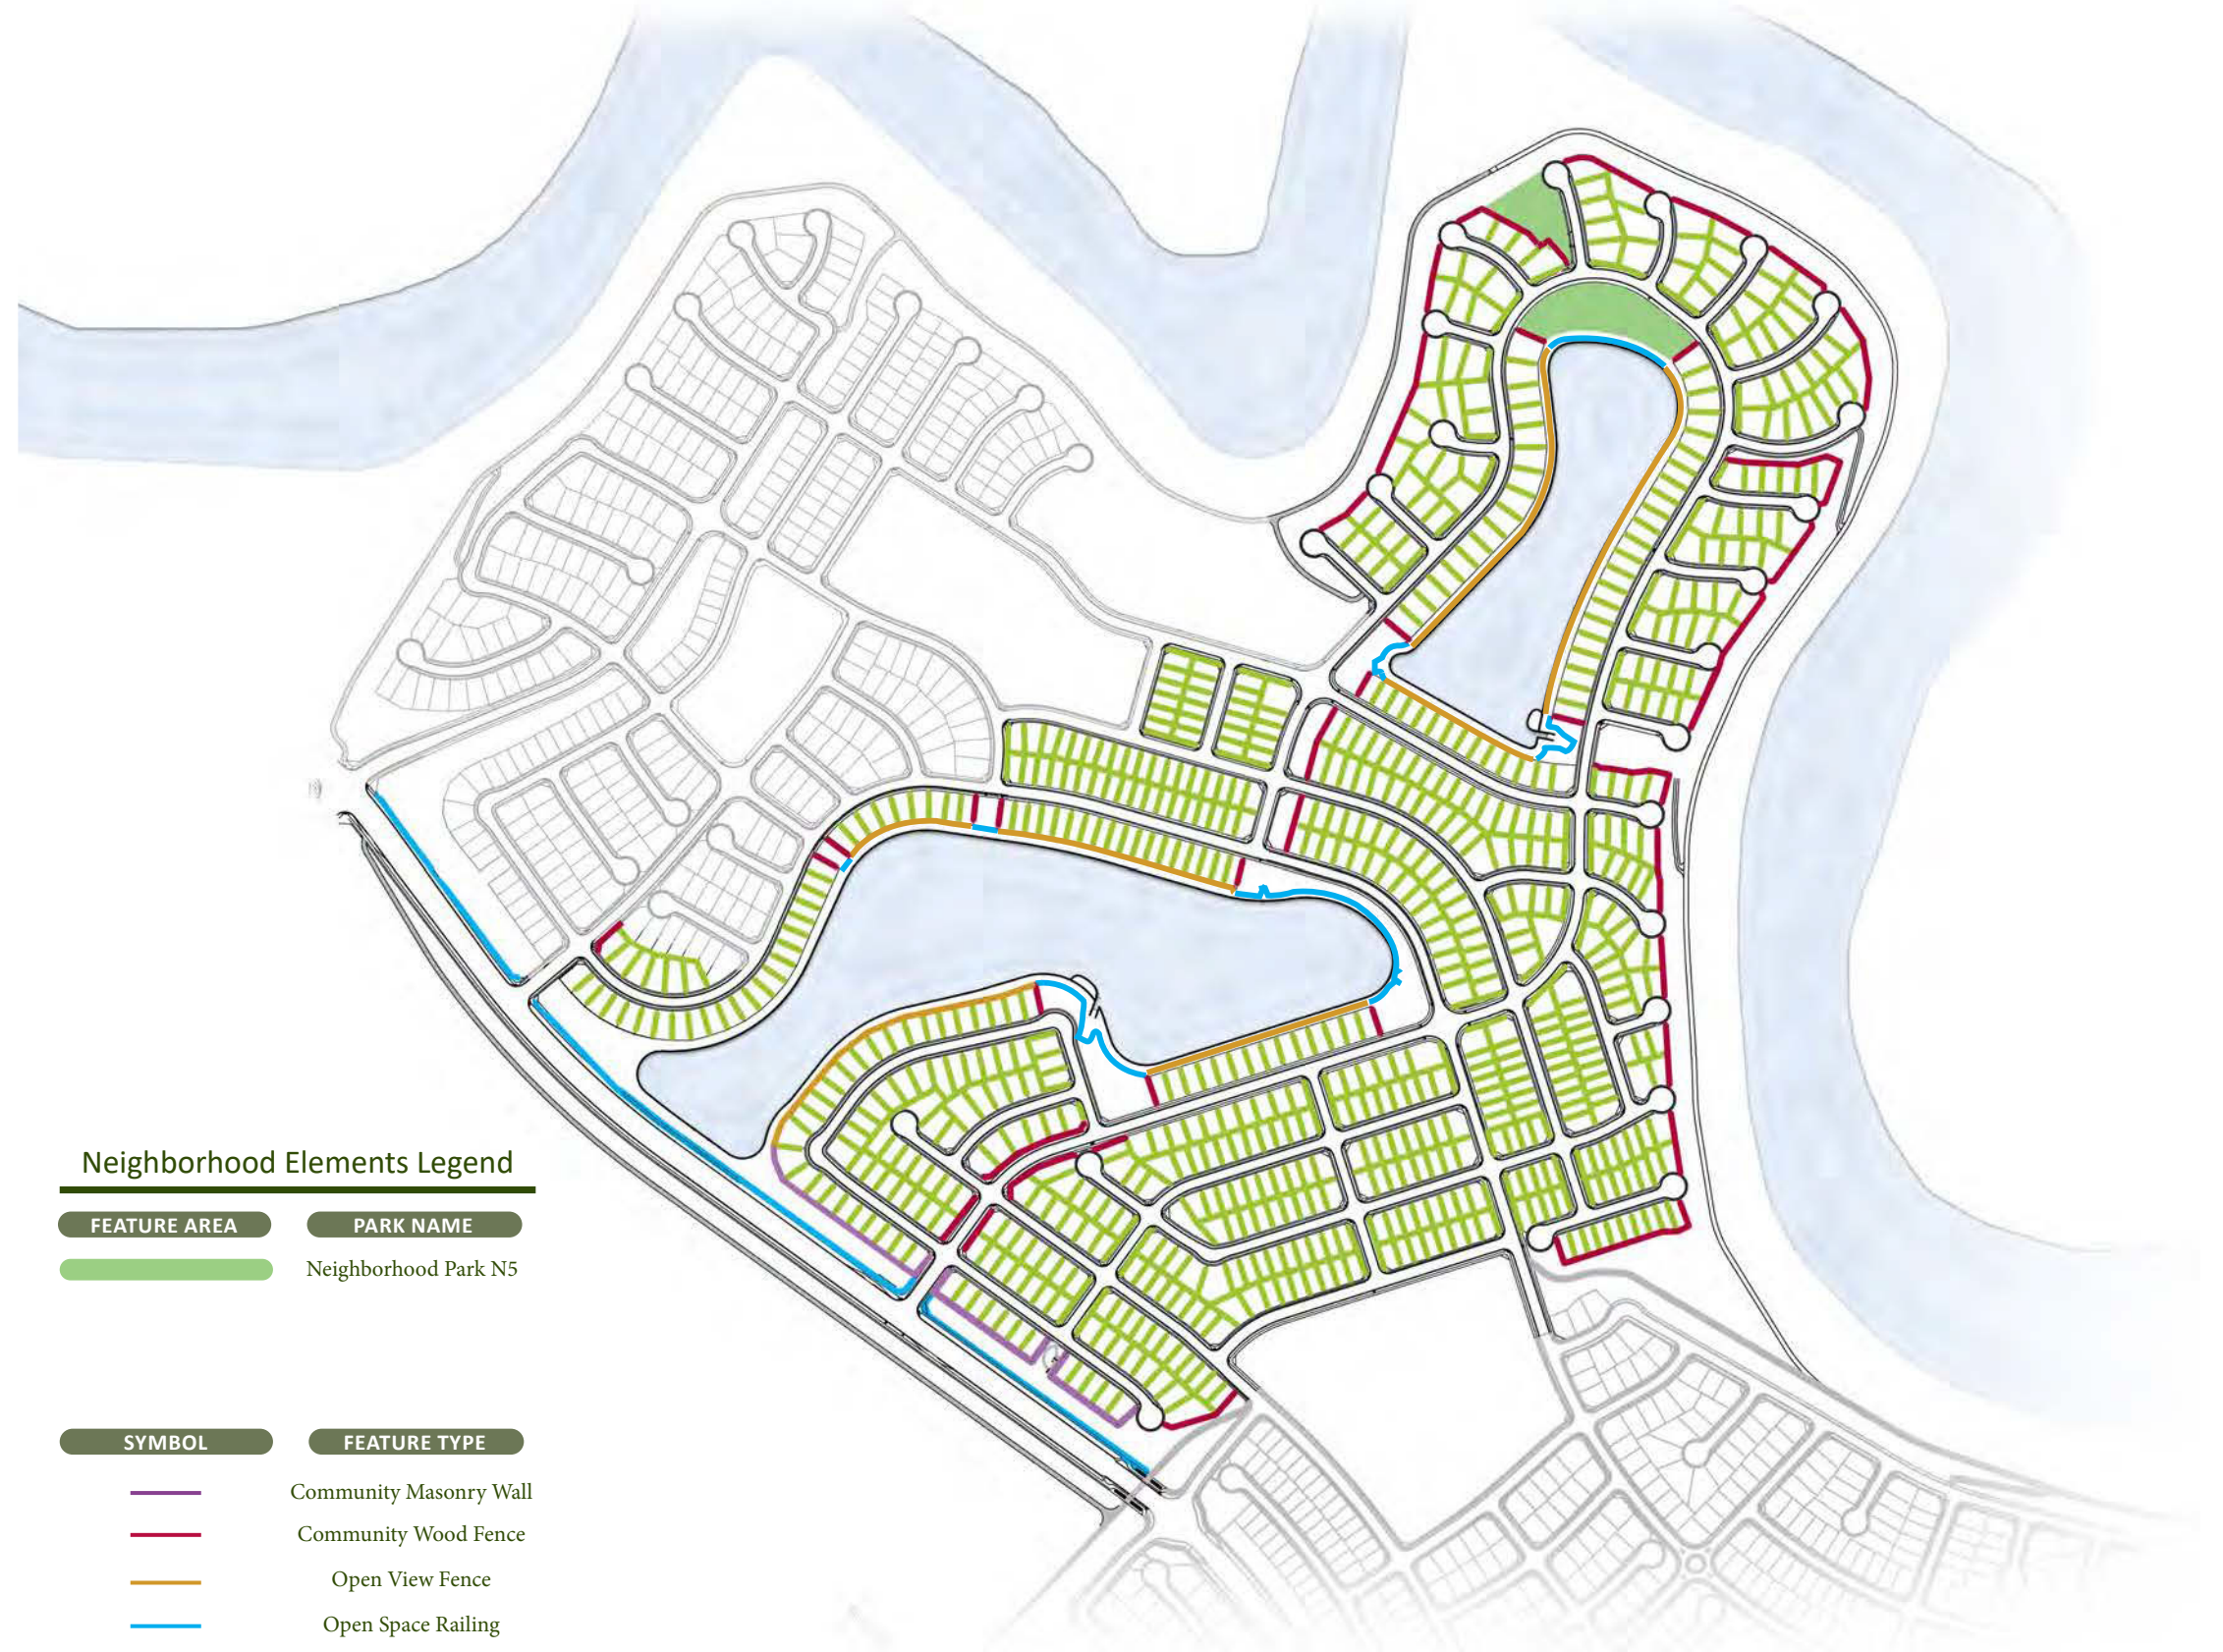 Neighborhood Elements Legend
FEATURE AREA PARK NAME
Neighborhood Park N5
SYMBOL FEATURE TYPE
Community Masonry Wall
Community Wood Fence
Open View Fence
Open Space Railing